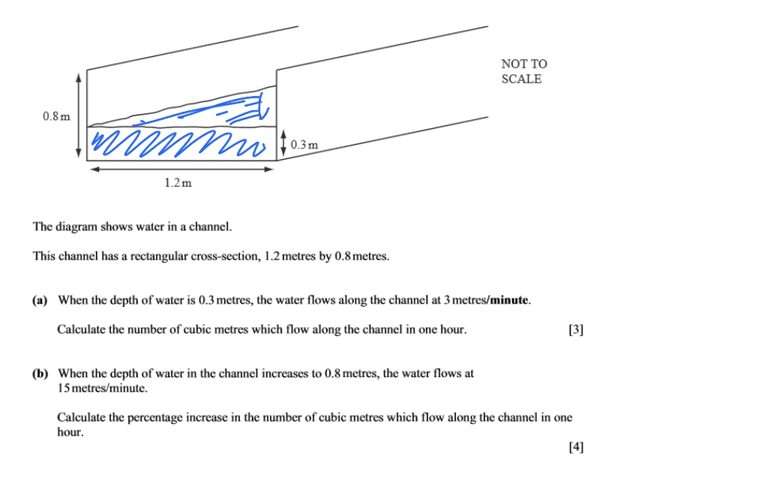 NOT TO
SCALE
0.8 m
0.3 m
1.2 m
The diagram shows water in a channel.
This channel has a rectangular cross-section, 1.2 metres by 0.8 metres.
(a) When the depth of water is 0.3 metres, the water flows along the channel at 3 metres/minute.
Calculate the number of cubic metres which flow along the channel in one hour. [3]
(b) When the depth of water in the channel increases to 0.8 metres, the water flows at
15 metres/minute.
Calculate the percentage increase in the number of cubic metres which flow along the channel in one
hour.
[4]